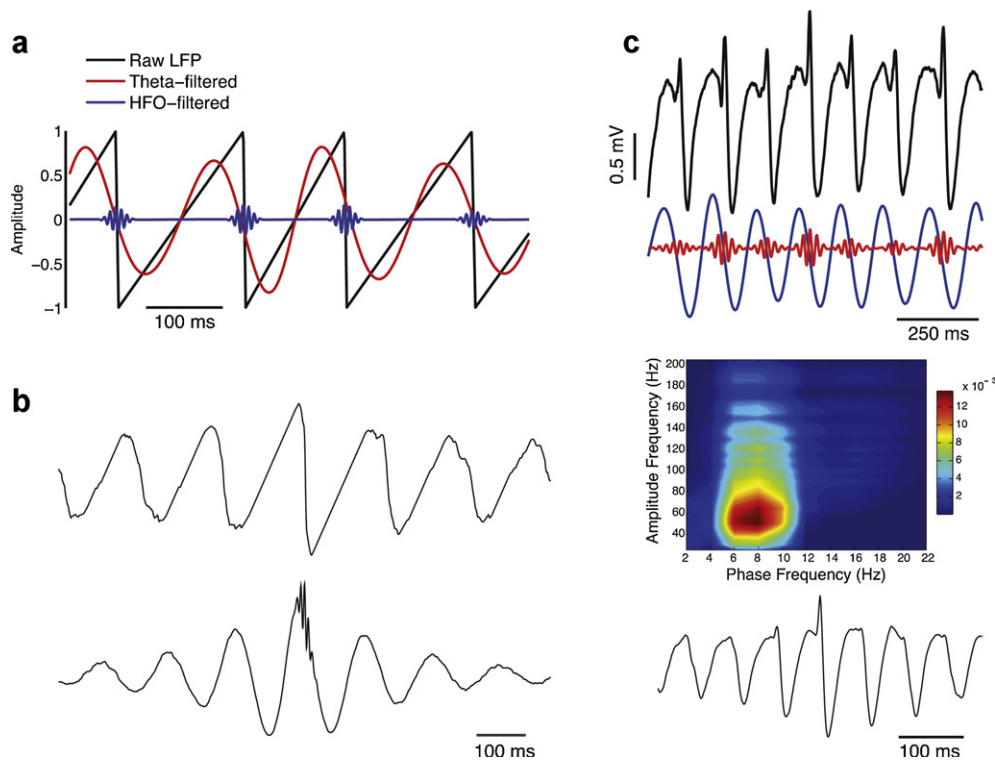 a
Raw LFP
Theta−filtered
HFO−filtered
Amplitude
1
0.5
0
−0.5
−1
100 ms
b
100 ms
c
0.5 mV
250 ms
Amplitude Frequency (Hz)
200
180
160
140
120
100
80
60
40
2 4 6 8 10 12 14 16 18 20 22
Phase Frequency (Hz)
x 10⁻³
12
10
8
6
4
2
100 ms